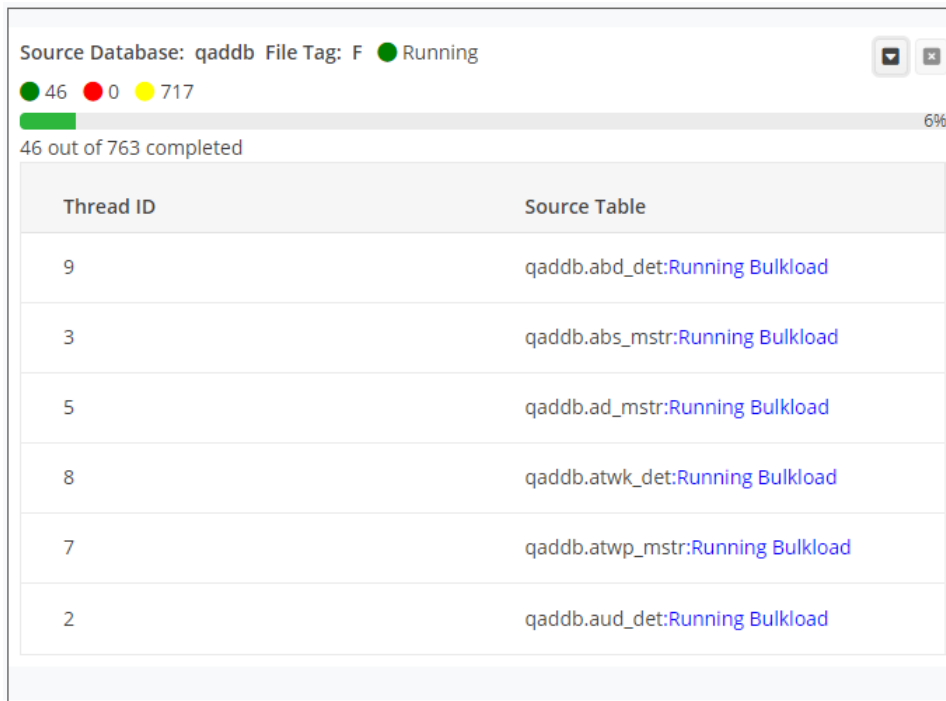 Source Database: qaddb File Tag: F Running
46 0 717
6%
46 out of 763 completed
Thread ID Source Table
9 qaddb.abd_det:Running Bulkload
3 qaddb.abs_mstr:Running Bulkload
5 qaddb.ad_mstr:Running Bulkload
8 qaddb.atwk_det:Running Bulkload
7 qaddb.atwp_mstr:Running Bulkload
2 qaddb.aud_det:Running Bulkload